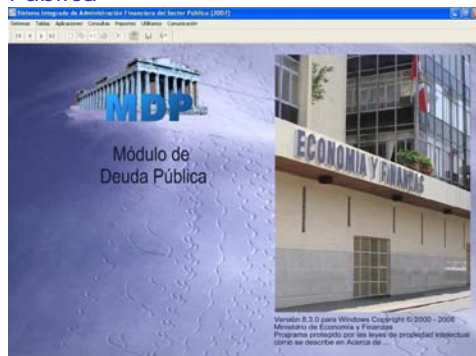 Sistema Integrado de Administración Financiera del Sector Público (2007)
Sistemas Tablas Aplicaciones Consultas Reportes Utilitarios Comunicación
MDP
Módulo de
Deuda Pública
ECONOMIA Y FINANZAS
Versión 8.3.0 para Windows Copyright © 2000 - 2006
Ministerio de Economía y Finanzas
Programa protegido por las leyes de propiedad intelectual
como se describe en Acerca de ...